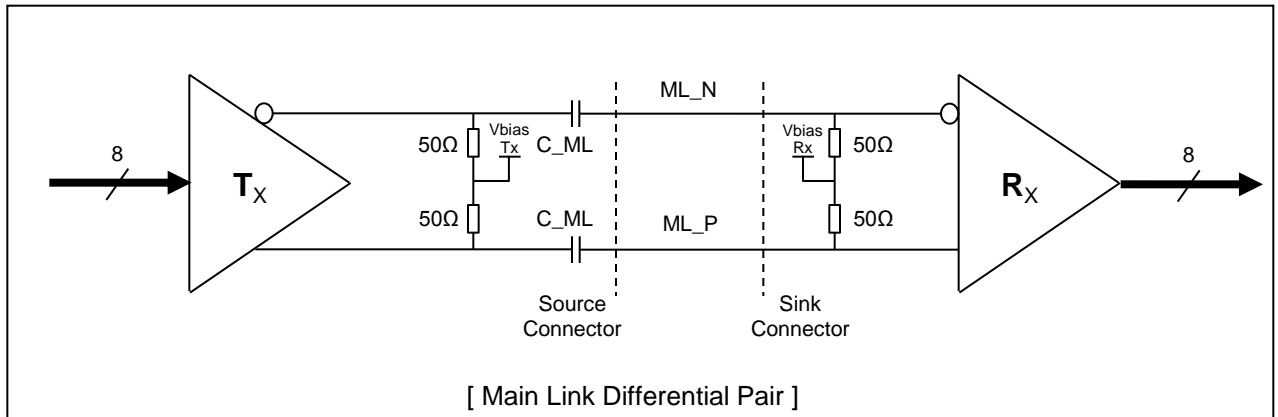 ML_N
8
50Ω
Vbias
Tx
C_ML
Vbias
Rx
50Ω
8
TX
RX
50Ω
C_ML
ML_P
50Ω
Source
Connector
Sink
Connector
[ Main Link Differential Pair ]